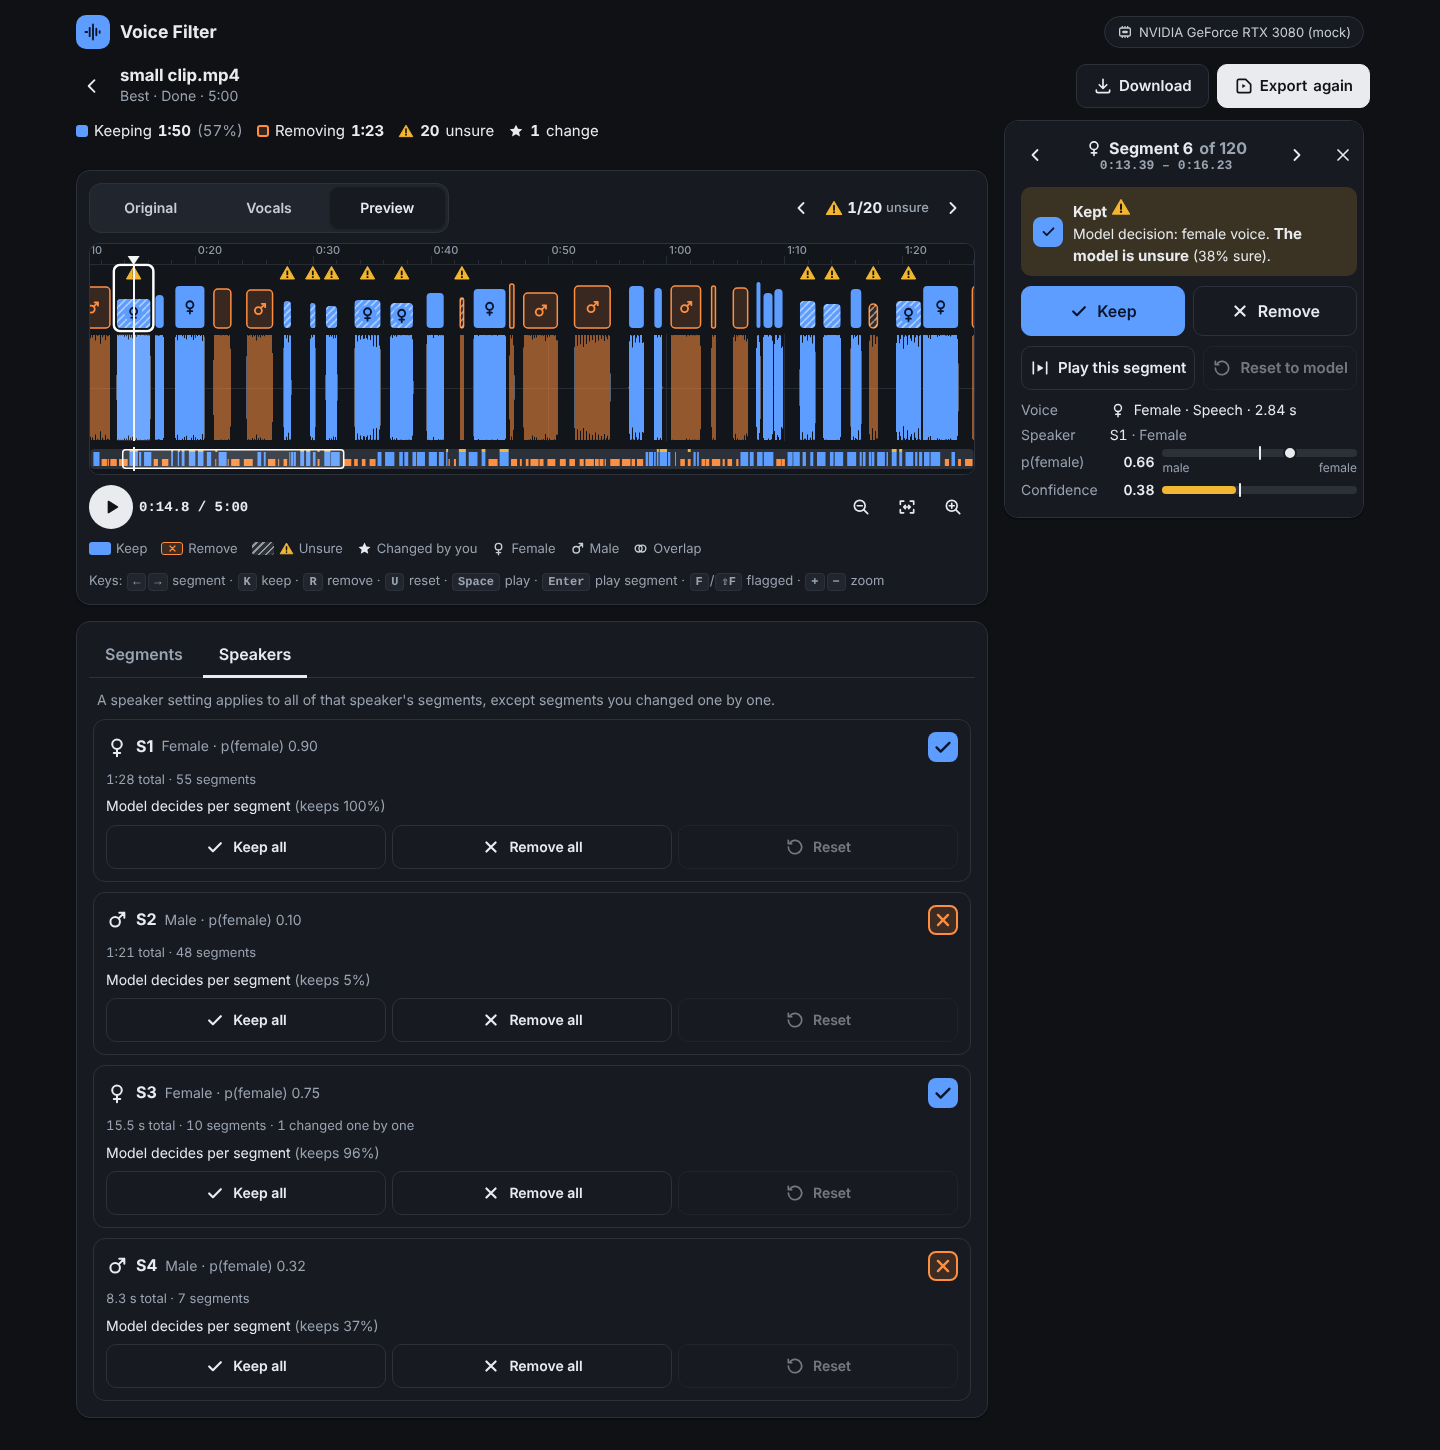 Voice Filter
NVIDIA GeForce RTX 3080 (mock)
small clip.mp4
Best · Done · 5:00
Download
Export again
Keeping 1:50 (57%) Removing 1:23 20 unsure 1 change
Original Vocals Preview
1/20 unsure
10 0:20 0:30 0:40 0:50 1:00 1:10 1:20
0:14.8 / 5:00
Keep Remove Unsure Changed by you Female Male Overlap
Keys: ← → segment · K keep · R remove · U reset · Space play · Enter play segment · F / ⇧F flagged · + − zoom
Segment 6 of 120
0:13.39 – 0:16.23
Kept
Model decision: female voice. The
model is unsure (38% sure).
Keep Remove
Play this segment Reset to model
Voice Female · Speech · 2.84 s
Speaker S1 · Female
p(female) 0.66
male female
Confidence 0.38
Segments Speakers
A speaker setting applies to all of that speaker's segments, except segments you changed one by one.
S1 Female · p(female) 0.90
1:28 total · 55 segments
Model decides per segment (keeps 100%)
Keep all Remove all Reset
S2 Male · p(female) 0.10
1:21 total · 48 segments
Model decides per segment (keeps 5%)
Keep all Remove all Reset
S3 Female · p(female) 0.75
15.5 s total · 10 segments · 1 changed one by one
Model decides per segment (keeps 96%)
Keep all Remove all Reset
S4 Male · p(female) 0.32
8.3 s total · 7 segments
Model decides per segment (keeps 37%)
Keep all Remove all Reset